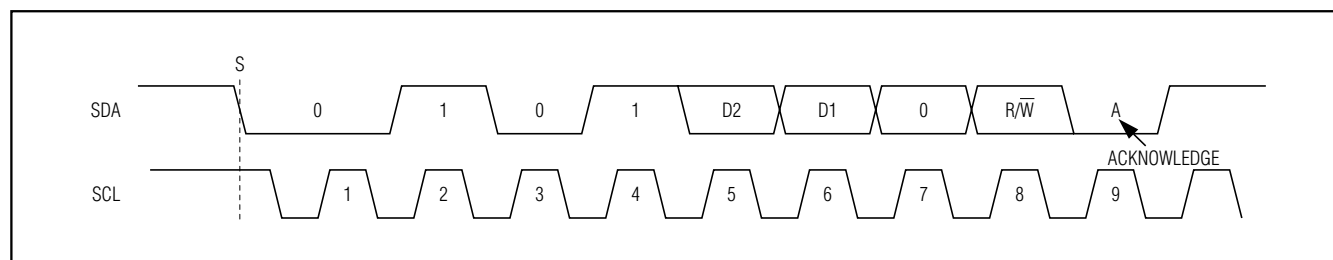 S
SDA 0 1 0 1 D2 D1 0 R/W̅ A
ACKNOWLEDGE
SCL 1 2 3 4 5 6 7 8 9